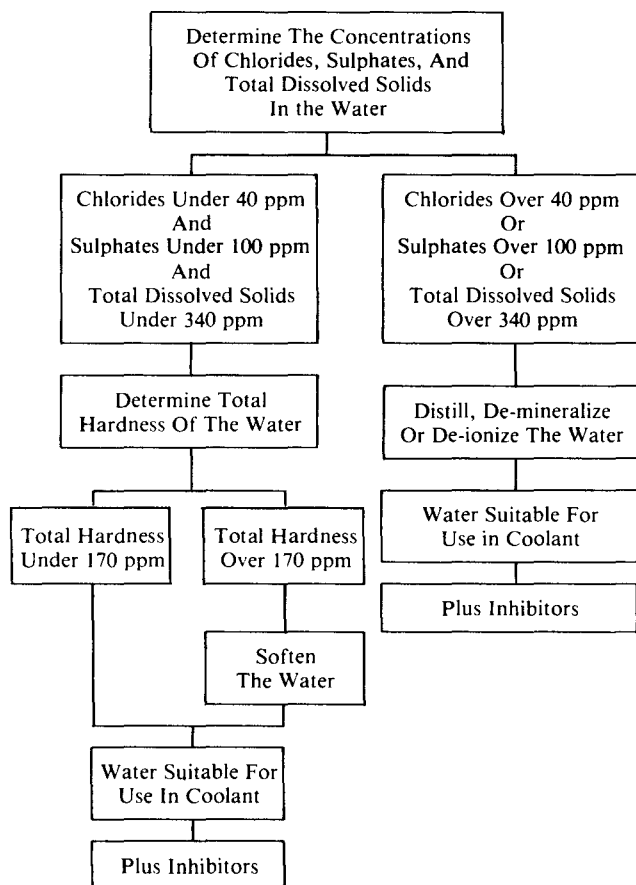 Determine The Concentrations
Of Chlorides, Sulphates, And
Total Dissolved Solids
In the Water
Chlorides Under 40 ppm
And
Sulphates Under 100 ppm
And
Total Dissolved Solids
Under 340 ppm
Chlorides Over 40 ppm
Or
Sulphates Over 100 ppm
Or
Total Dissolved Solids
Over 340 ppm
Determine Total
Hardness Of The Water
Distill, De-mineralize
Or De-ionize The Water
Total Hardness
Under 170 ppm
Total Hardness
Over 170 ppm
Water Suitable For
Use in Coolant
Plus Inhibitors
Soften
The Water
Water Suitable For
Use In Coolant
Plus Inhibitors